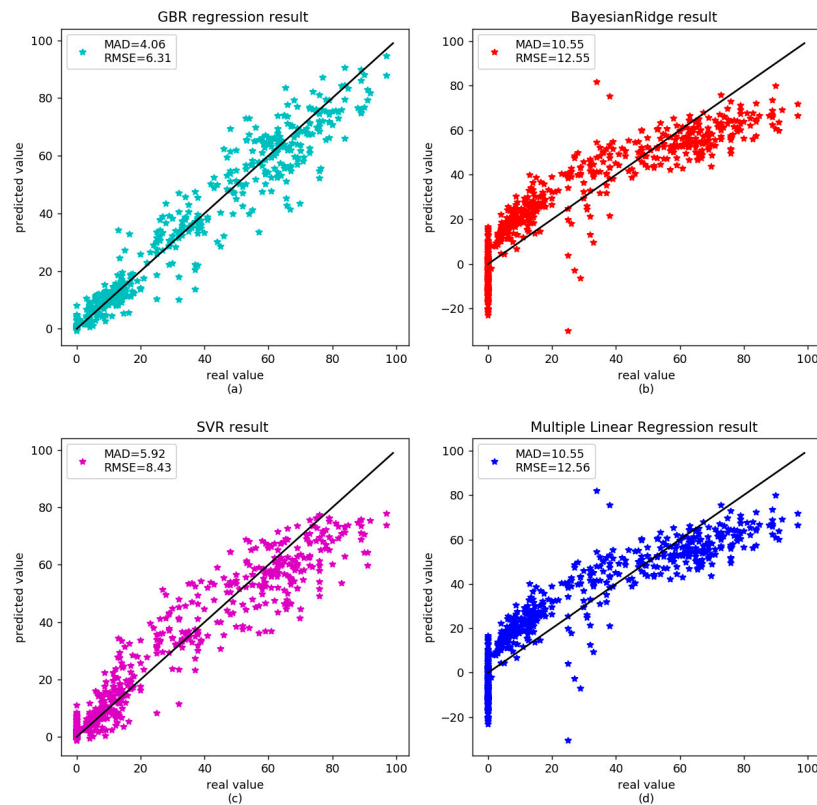 GBR regression result
MAD=4.06
RMSE=6.31
100
80
60
40
20
0
predicted value
0 20 40 60 80 100
real value
(a)
BayesianRidge result
MAD=10.55
RMSE=12.55
100
80
60
40
20
0
−20
predicted value
0 20 40 60 80 100
real value
(b)
SVR result
MAD=5.92
RMSE=8.43
100
80
60
40
20
0
predicted value
0 20 40 60 80 100
real value
(c)
Multiple Linear Regression result
MAD=10.55
RMSE=12.56
100
80
60
40
20
0
−20
predicted value
0 20 40 60 80 100
real value
(d)